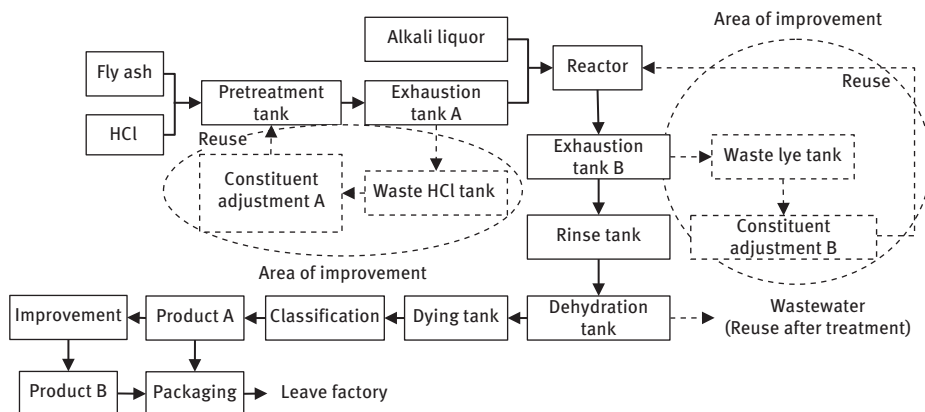 Area of improvement
Alkali liquor
Fly ash
Reactor
Reuse
Pretreatment
tank
Exhaustion
tank A
HCl
Reuse
Exhaustion
tank B
Waste lye tank
Constituent
adjustment A
Waste HCl tank
Rinse tank
Constituent
adjustment B
Area of improvement
Improvement
Product A
Classification
Dying tank
Dehydration
tank
Wastewater
(Reuse after treatment)
Product B
Packaging
Leave factory